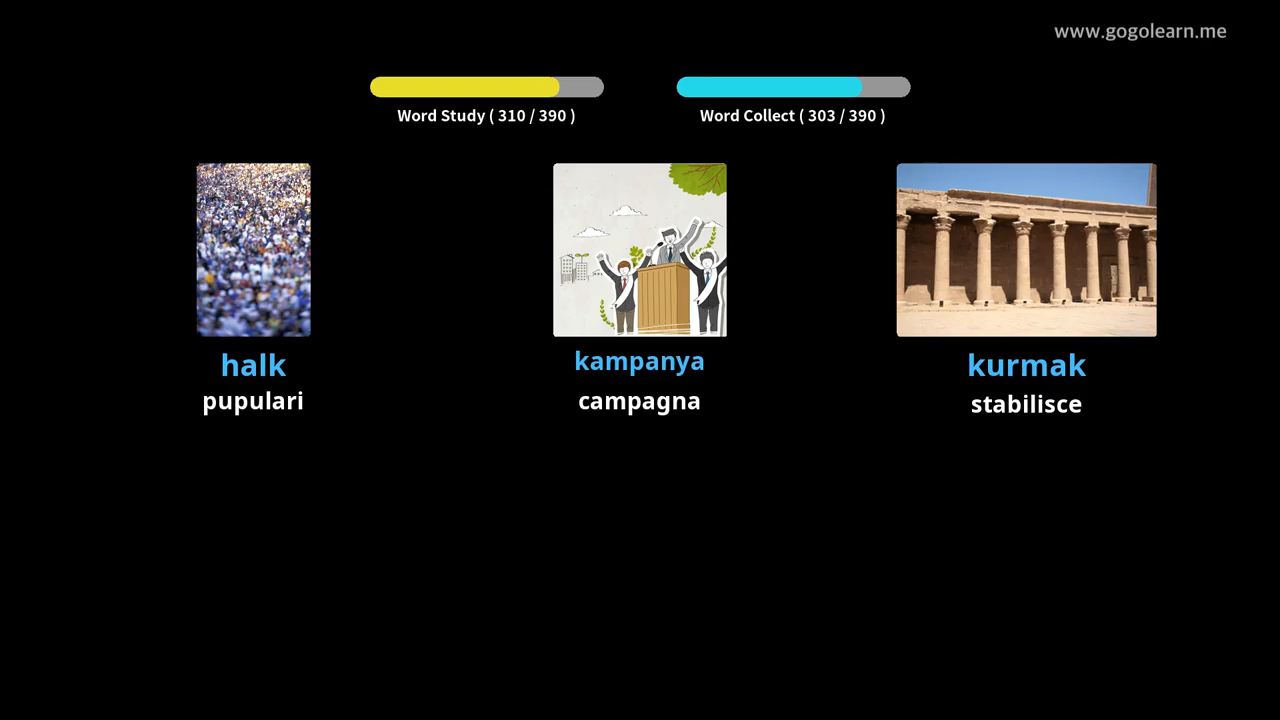 www.gogolearn.me
Word Study ( 310 / 390 )
Word Collect ( 303 / 390 )
halk
pupulari
kampanya
campagna
kurmak
stabilisce